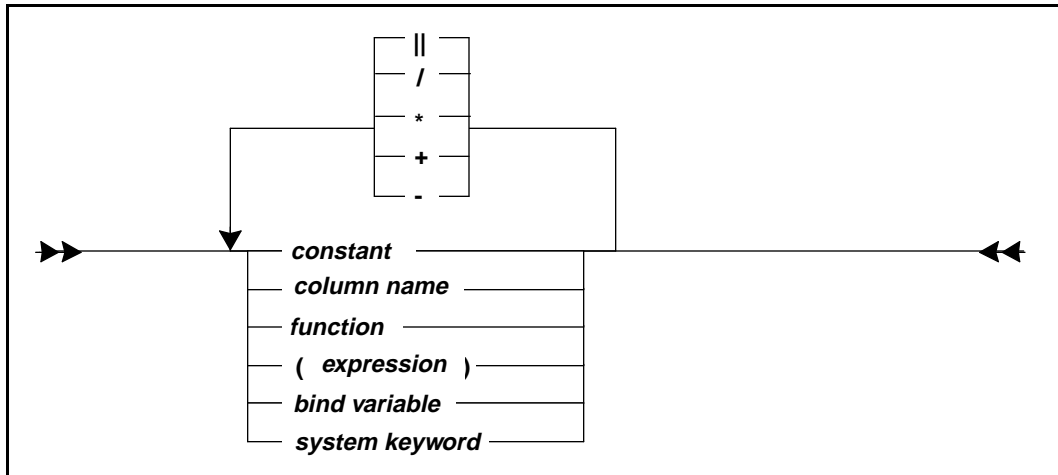 ||
/
*
+
-
constant
column name
function
( expression )
bind variable
system keyword